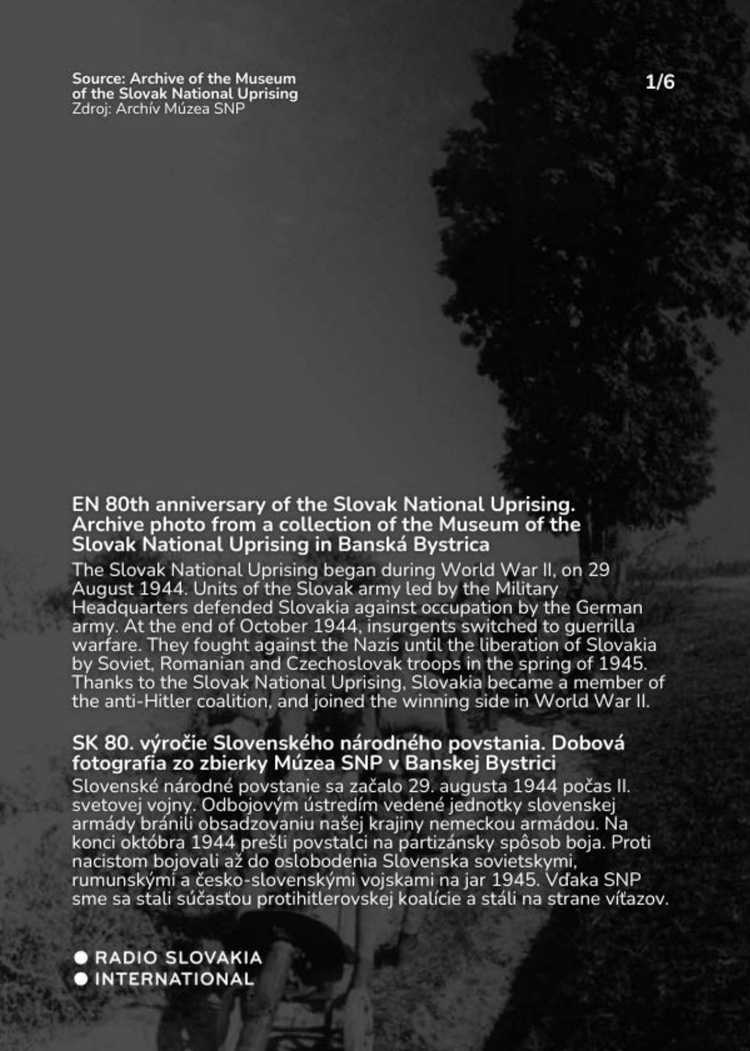 Source: Archive of the Museum
of the Slovak National Uprising
Zdroj: Archív Múzea SNP
1/6
EN 80th anniversary of the Slovak National Uprising.
Archive photo from a collection of the Museum of the
Slovak National Uprising in Banská Bystrica
The Slovak National Uprising began during World War II, on 29
August 1944. Units of the Slovak army led by the Military
Headquarters defended Slovakia against occupation by the German
army. At the end of October 1944, insurgents switched to guerrilla
warfare. They fought against the Nazis until the liberation of Slovakia
by Soviet, Romanian and Czechoslovak troops in the spring of 1945.
Thanks to the Slovak National Uprising, Slovakia became a member of
the anti-Hitler coalition, and joined the winning side in World War II.
SK 80. výročie Slovenského národného povstania. Dobová
fotografia zo zbierky Múzea SNP v Banskej Bystrici
Slovenské národné povstanie sa začalo 29. augusta 1944 počas II.
svetovej vojny. Odbojovým ústredím vedené jednotky slovenskej
armády bránili obsadzovaniu našej krajiny nemeckou armádou. Na
konci októbra 1944 prešli povstalci na partizánsky spôsob boja. Proti
nacistom bojovali až do oslobodenia Slovenska sovietskymi,
rumunskými a česko-slovenskými vojskami na jar 1945. Vďaka SNP
sme sa stali súčasťou protihitlerovskej koalície a stáli na strane víťazov.
RADIO SLOVAKIA
INTERNATIONAL